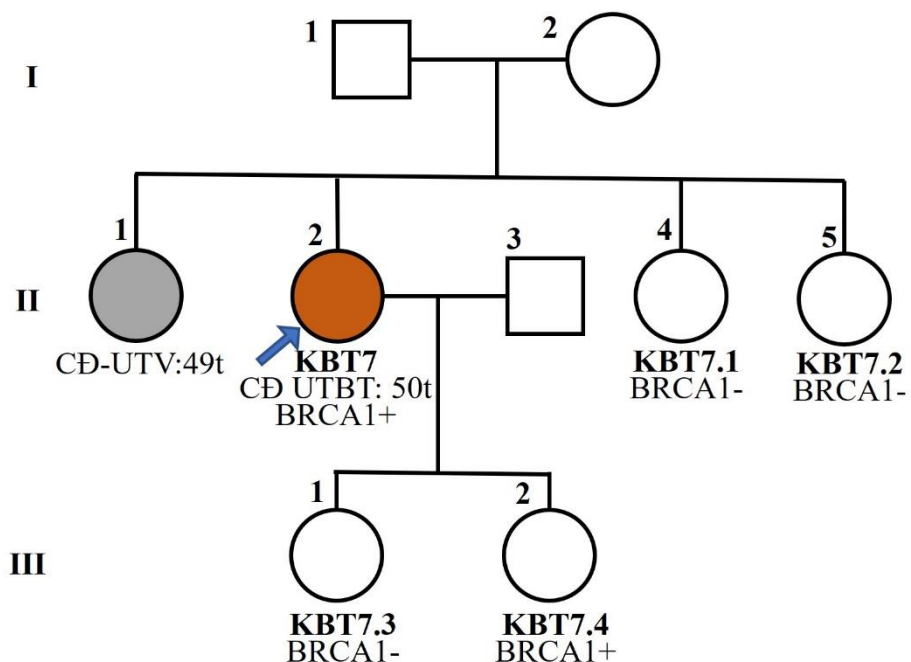 1
2
I
1
2
3
4
5
II
CĐ-UTV:49t
KBT7
CĐ UTBT: 50t
BRCA1+
KBT7.1
BRCA1-
KBT7.2
BRCA1-
1
2
III
KBT7.3
BRCA1-
KBT7.4
BRCA1+